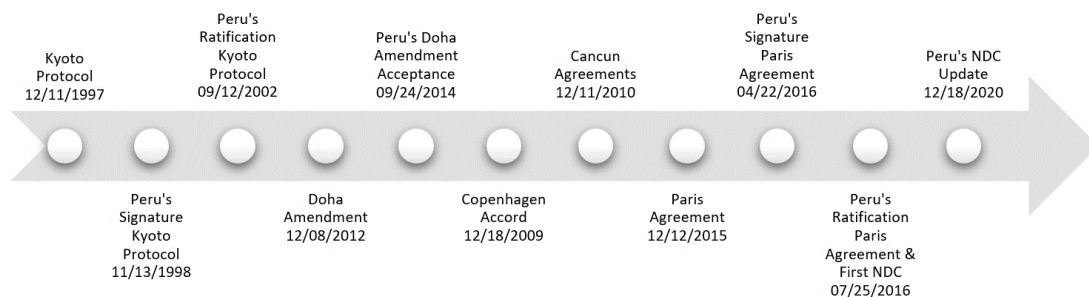 Kyoto
Protocol
12/11/1997
Peru's
Signature
Kyoto
Protocol
11/13/1998
Peru's
Ratification
Kyoto
Protocol
09/12/2002
Doha
Amendment
12/08/2012
Peru's Doha
Amendment
Acceptance
09/24/2014
Copenhagen
Accord
12/18/2009
Cancun
Agreements
12/11/2010
Paris
Agreement
12/12/2015
Peru's
Signature
Paris
Agreement
04/22/2016
Peru's
Ratification
Paris
Agreement &
First NDC
07/25/2016
Peru's NDC
Update
12/18/2020